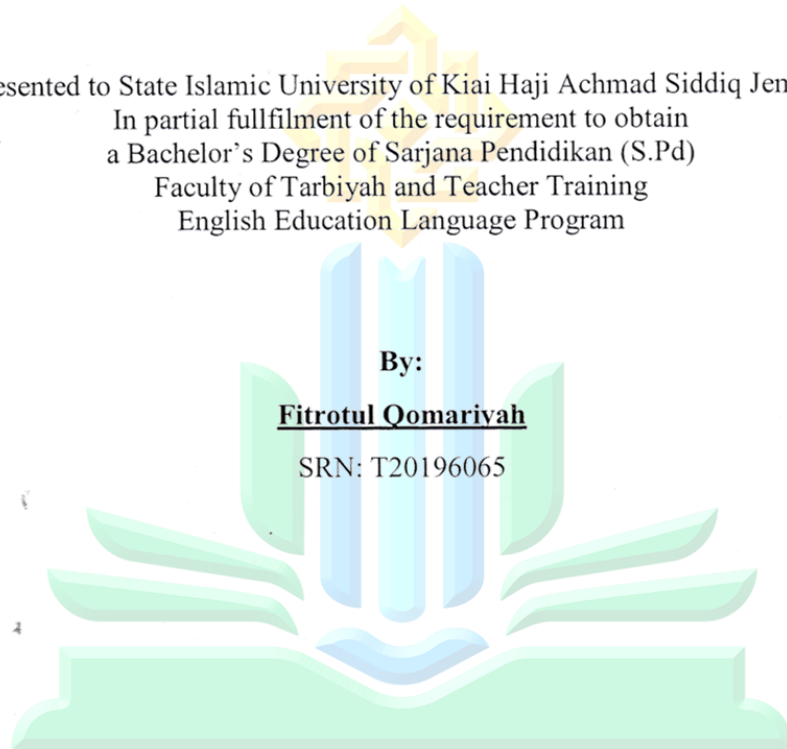 esented to State Islamic University of Kiai Haji Achmad Siddiq Jem
In partial fullfilment of the requirement to obtain
a Bachelor’s Degree of Sarjana Pendidikan (S.Pd)
Faculty of Tarbiyah and Teacher Training
English Education Language Program
By:
Fitrotul Qomariyah
SRN: T20196065